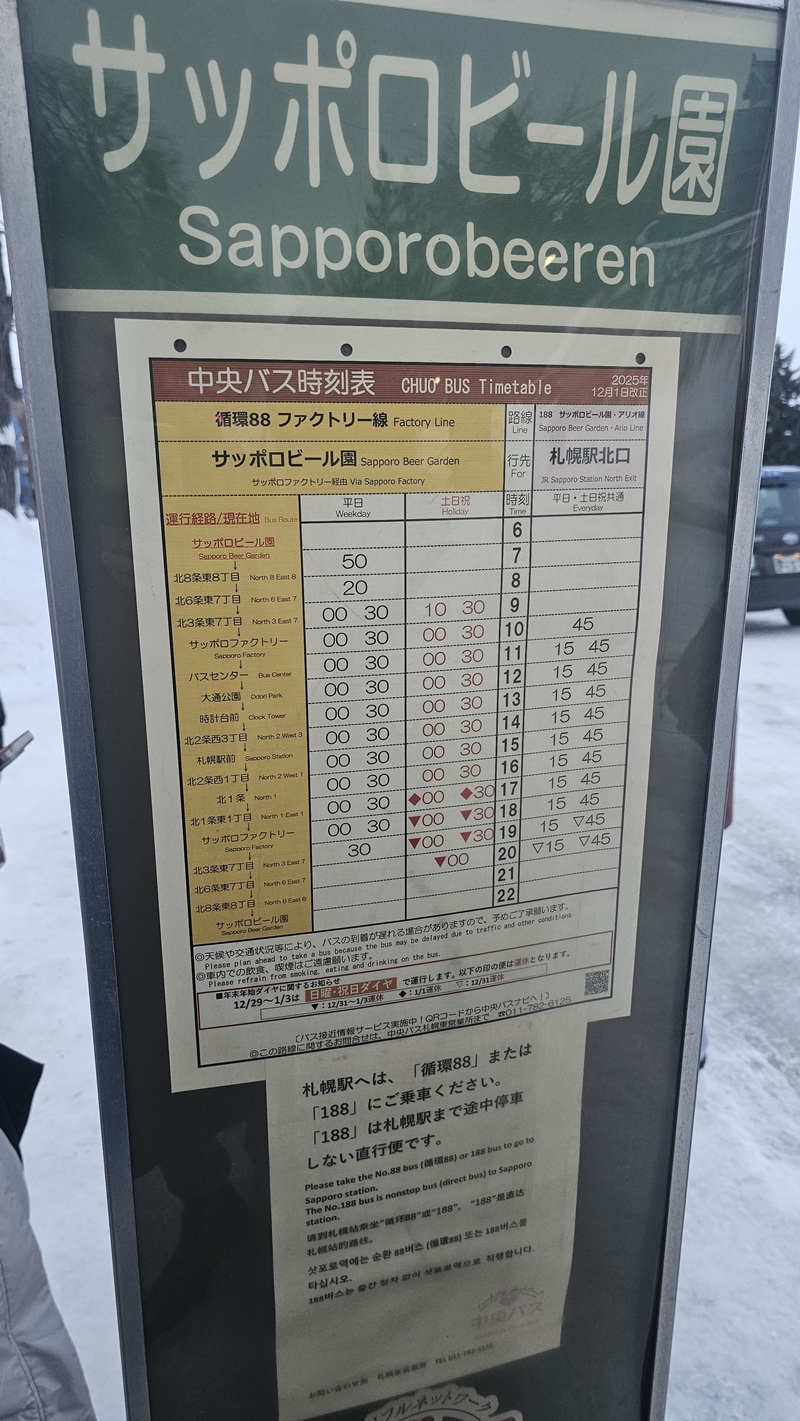 サッポロビール園
Sapporobeeren
中央バス時刻表 CHUO BUS Timetable 2025年12月1日改正
循環88 ファクトリー線 Factory Line 路線 Line 188 サッポロビール園・アリオ線 Sapporo Beer Garden・Ario Line
サッポロビール園 Sapporo Beer Garden 行先 For 札幌駅北口
サッポロファクトリー経由 Via Sapporo Factory JR Sapporo Station North Exit
運行経路/現在地 Bus Route 平日 Weekday 土日祝 Holiday 時刻 Time 平日・土日祝共通 Everyday
サッポロビール園
Sapporo Beer Garden
↓
北8条東8丁目 North 8 East 8
↓
北6条東7丁目 North 6 East 7
↓
北3条東7丁目 North 3 East 7
↓
サッポロファクトリー
Sapporo Factory
↓
バスセンター Bus Center
↓
大通公園 Odori Park
↓
時計台前 Clock Tower
↓
北2条西3丁目 North 2 West 3
↓
札幌駅前 Sapporo Station
↓
北2条西1丁目 North 2 West 1
↓
北1条 North 1
↓
北1条東1丁目 North 1 East 1
↓
サッポロファクトリー
Sapporo Factory
↓
北3条東7丁目 North 3 East 7
↓
北6条東7丁目 North 6 East 7
↓
北8条東8丁目 North 8 East 8
↓
サッポロビール園
Sapporo Beer Garden
6
50 7
20 8
00 30 10 30 9
00 30 00 30 10 45
00 30 00 30 11 15 45
00 30 00 30 12 15 45
00 30 00 30 13 15 45
00 30 00 30 14 15 45
00 30 00 30 15 15 45
00 30 00 30 16 15 45
00 30 ◆00 ◆30 17 15 45
00 30 ▼00 ▼30 18 15 45
30 ▼00 ▼30 19 15 ▽45
▼00 20 ▽15 ▽45
21
22
◎天候や交通状況等により、バスの到着が遅れる場合がありますので、予めご了承願います。
Please plan ahead to take a bus because the bus may be delayed due to traffic and other conditions.
◎車内での飲食、喫煙はご遠慮願います。
Please refrain from smoking, eating and drinking on the bus.
■年末年始ダイヤに関するお知らせ
12/29～1/3は 日曜・祝日ダイヤ で運行します。以下の印の便は運休となります。
▼：12/31～1/3運休 ◆：1/1運休 ▽：12/31運休
〔バス接近情報サービス実施中！QRコードから中央バスナビへ！〕
◎この路線に関するお問合せは、中央バス札幌東営業所まで ☎011-782-6125
札幌駅へは、「循環88」または
「188」にご乗車ください。
「188」は札幌駅まで途中停車
しない直行便です。
Please take the No.88 bus (循環88) or 188 bus to go to
Sapporo station.
The No.188 bus is nonstop bus (direct bus) to Sapporo
station.
请到札幌站乘坐“循环88”或“188”。 “188”是直达
札幌站的路线。
삿포로역에는 순환 88버스 (循環88) 또는 188버스를
타십시오.
188버스는 중간 정차 없이 삿포로역으로 직행합니다.
中央バス
お問い合わせ先 札幌東営業所 TEL 011-782-6125
フルネットワーク